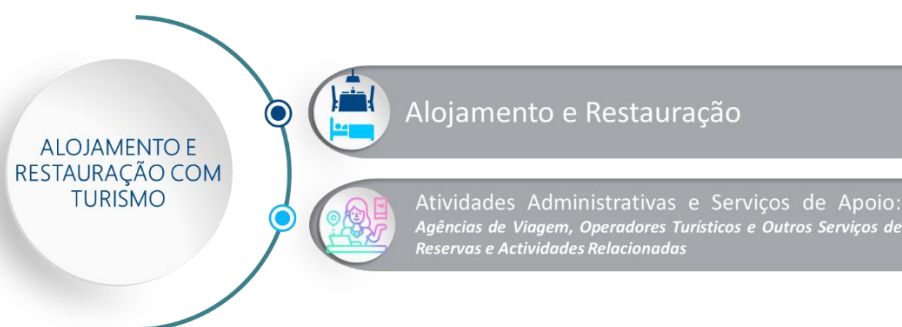 ALOJAMENTO E
RESTAURAÇÃO COM
TURISMO
Alojamento e Restauração
Atividades Administrativas e Serviços de Apoio:
Agências de Viagem, Operadores Turísticos e Outros Serviços de
Reservas e Actividades Relacionadas